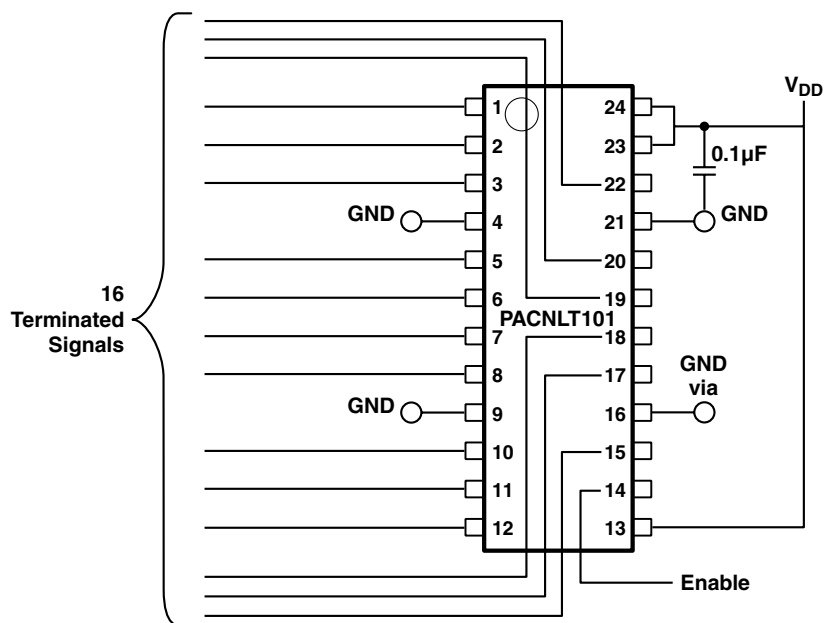 V_DD
1 24
0.1µF
2 23
3 22
GND 4 21 GND
5 20
16
Terminated
Signals
6 19
PACNLT101
7 18
8 17
GND
via
GND 9 16
10 15
11 14
12 13
Enable